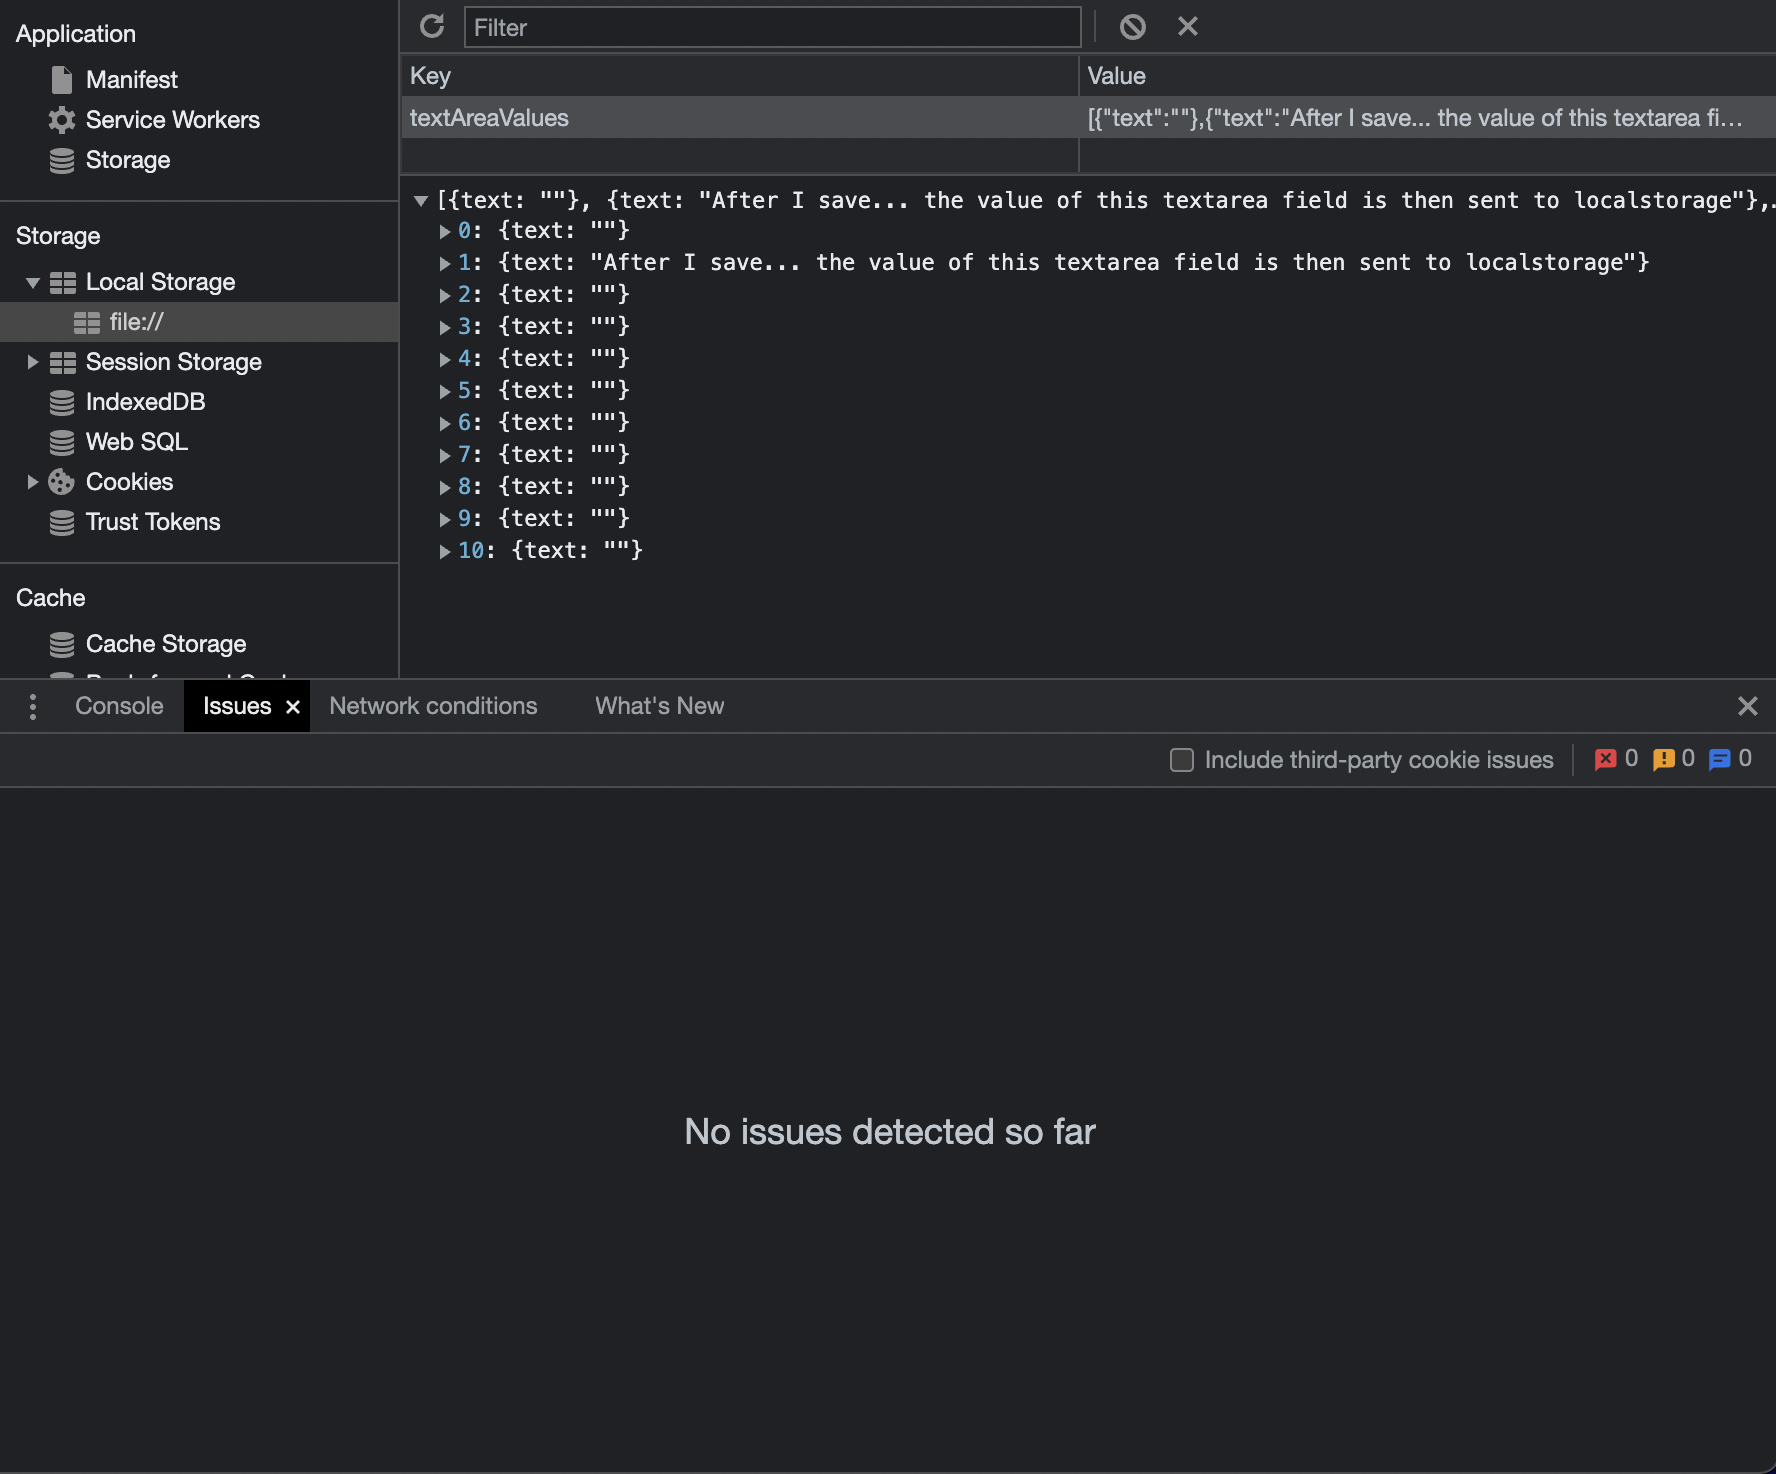 Application
Manifest
Service Workers
Storage
Storage
Local Storage
file://
Session Storage
IndexedDB
Web SQL
Cookies
Trust Tokens
Cache
Cache Storage
Filter
Key Value
textAreaValues [{"text":""},{"text":"After I save... the value of this textarea fi...
[{text: ""}, {text: "After I save... the value of this textarea field is then sent to localstorage"},.
0: {text: ""}
1: {text: "After I save... the value of this textarea field is then sent to localstorage"}
2: {text: ""}
3: {text: ""}
4: {text: ""}
5: {text: ""}
6: {text: ""}
7: {text: ""}
8: {text: ""}
9: {text: ""}
10: {text: ""}
Console Issues Network conditions What's New
Include third-party cookie issues 0 0 0
No issues detected so far